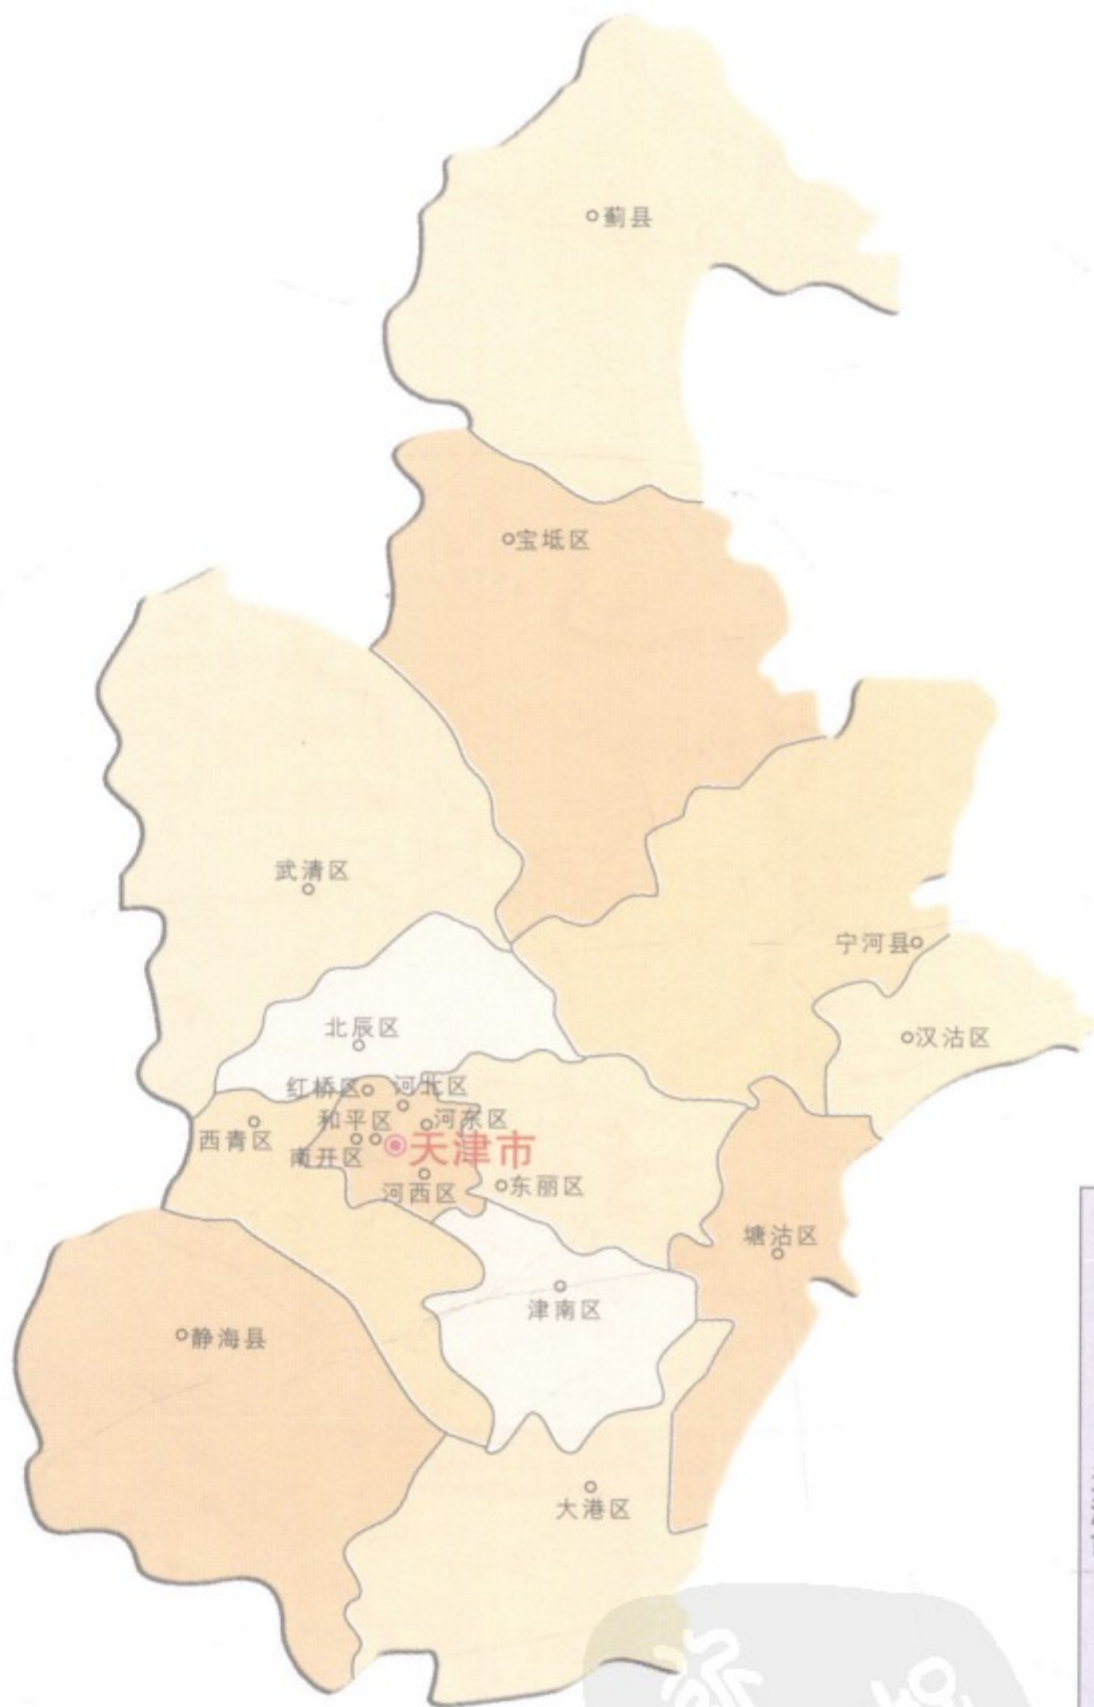 蓟县
宝坻区
武清区
宁河县
北辰区
汉沽区
红桥区
河北区
和平区
河东区
西青区
天津市
南开区
河西区
东丽区
塘沽区
津南区
静海县
大港区